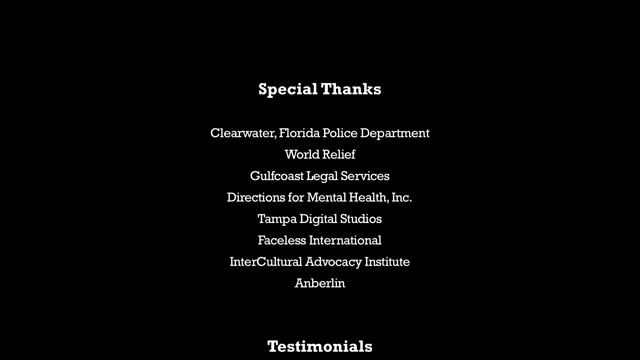 Special Thanks
Clearwater, Florida Police Department
World Relief
Gulfcoast Legal Services
Directions for Mental Health, Inc.
Tampa Digital Studios
Faceless International
InterCultural Advocacy Institute
Anberlin
Testimonials